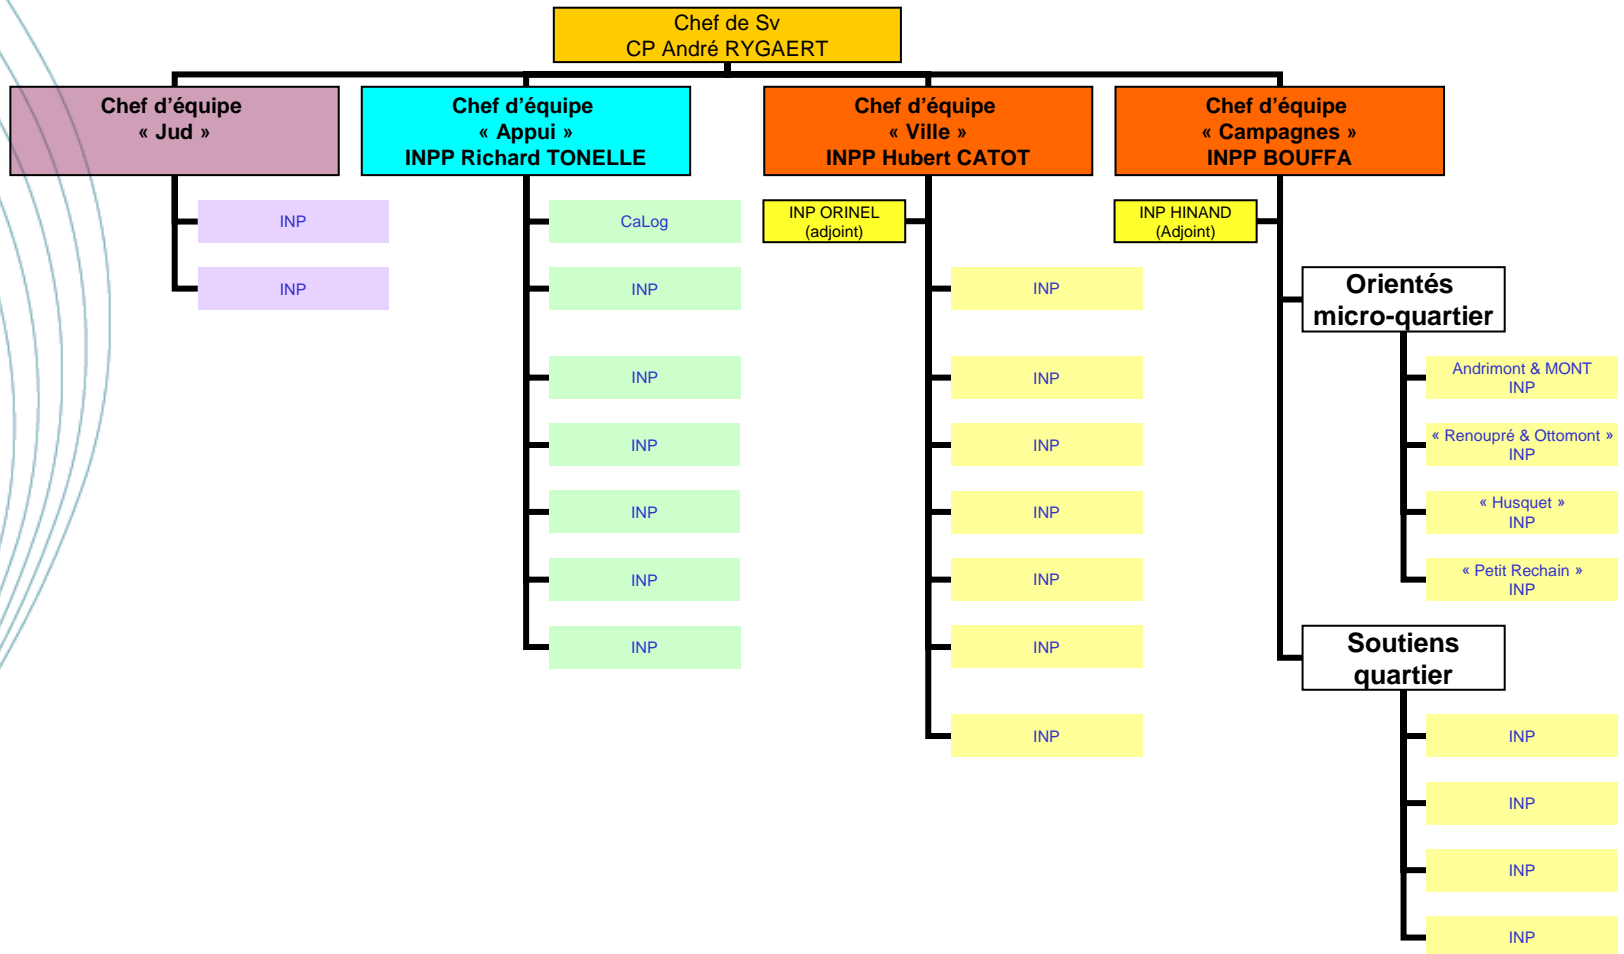 Chef de Sv
CP André RYGAERT
Chef d'équipe
« Jud »
Chef d'équipe
« Appui »
INPP Richard TONELLE
Chef d'équipe
« Ville »
INPP Hubert CATOT
Chef d'équipe
« Campagnes »
INPP BOUFFA
INP
INP
CaLog
INP
INP
INP
INP
INP
INP
INP ORINEL
(adjoint)
INP
INP
INP
INP
INP
INP
INP
INP HINAND
(Adjoint)
Orientés
micro-quartier
Andrimont & MONT
INP
« Renoupré & Ottomont »
INP
« Husquet »
INP
« Petit Rechain »
INP
Soutiens
quartier
INP
INP
INP
INP